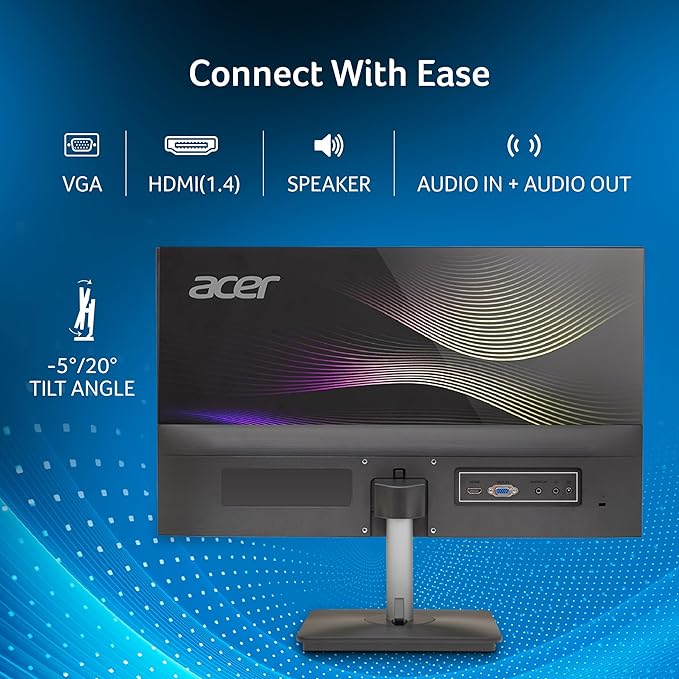 Connect With Ease
VGA
HDMI(1.4)
SPEAKER
AUDIO IN + AUDIO OUT
acer
-5°/20°
TILT ANGLE